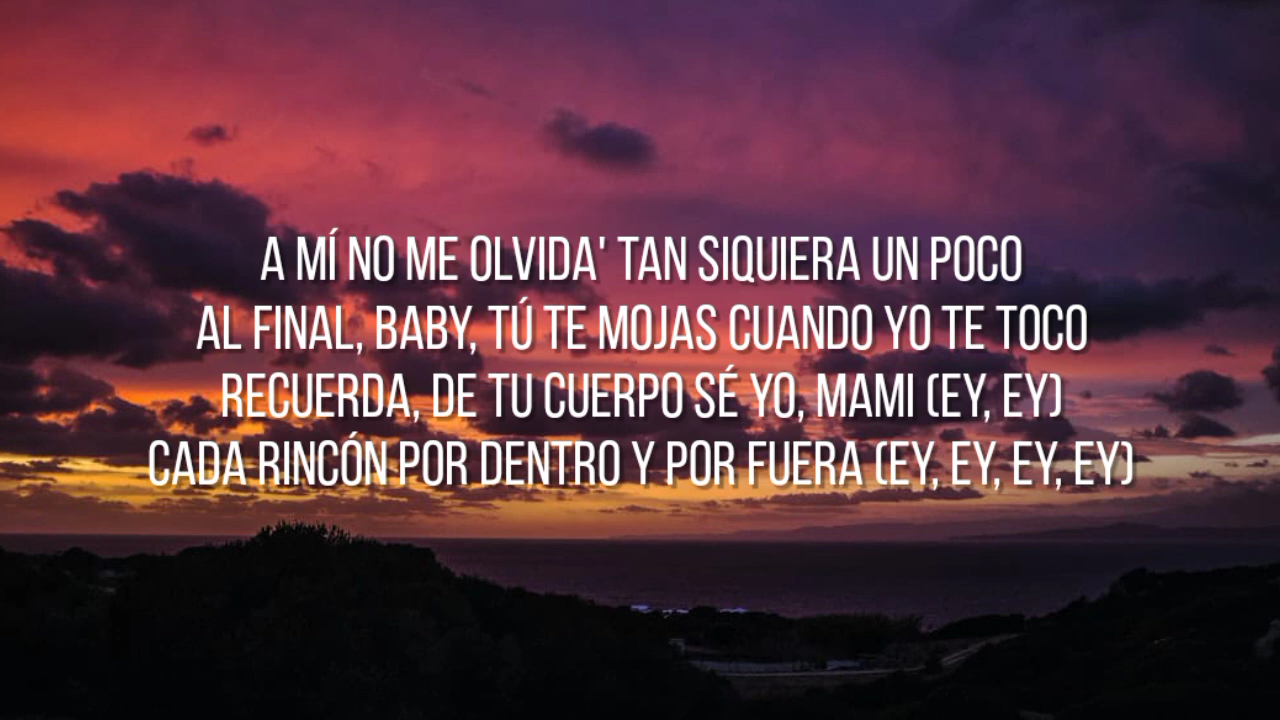 A MÍ NO ME OLVIDA' TAN SIQUIERA UN POCO
AL FINAL, BABY, TÚ TE MOJAS CUANDO YO TE TOCO
RECUERDA, DE TU CUERPO SÉ YO, MAMI (EY, EY)
CADA RINCÓN POR DENTRO Y POR FUERA (EY, EY, EY, EY)